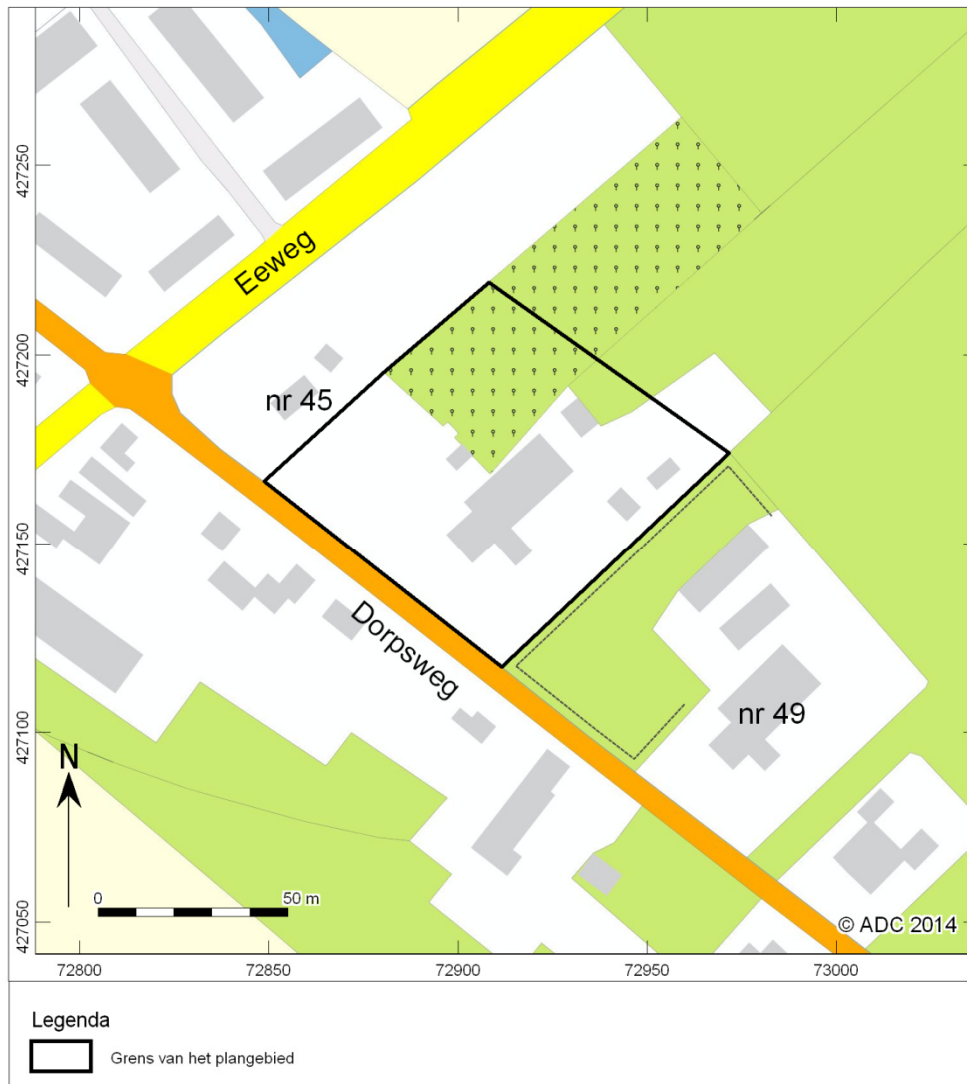 427250
Eeweg
427200
nr 45
427150
Dorpsweg
nr 49
427100
N
0 50 m
427050
© ADC 2014
72800 72850 72900 72950 73000
Legenda
Grens van het plangebied